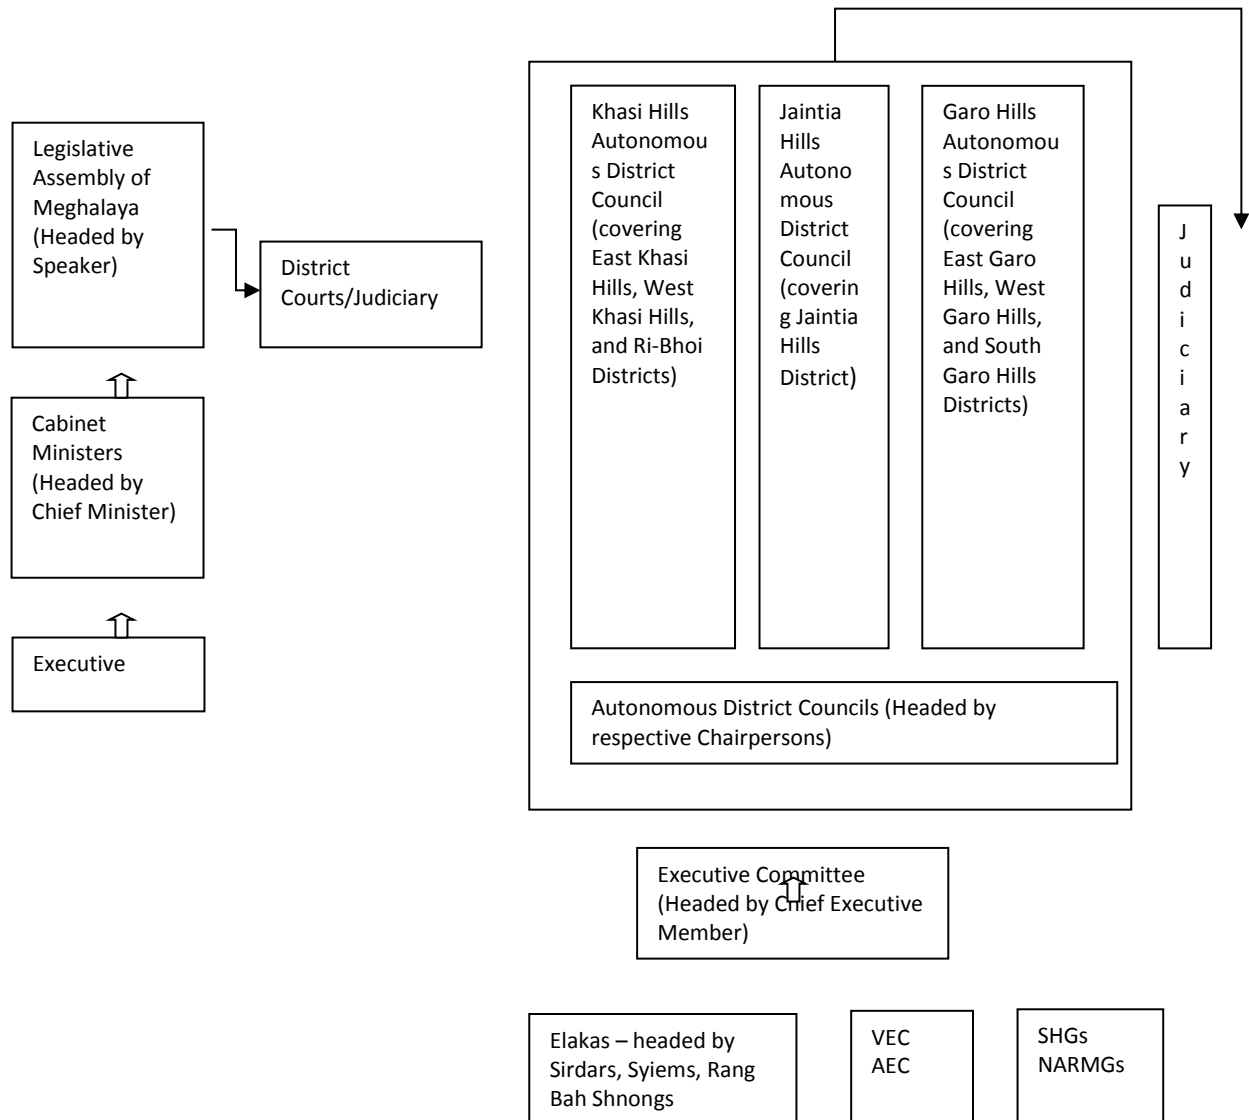 Legislative
Assembly of
Meghalaya
(Headed by
Speaker)
District
Courts/Judiciary
Cabinet
Ministers
(Headed by
Chief Minister)
Executive
Khasi Hills
Autonomou
s District
Council
(covering
East Khasi
Hills, West
Khasi Hills,
and Ri-Bhoi
Districts)
Jaintia
Hills
Autono
mous
District
Council
(coverin
g Jaintia
Hills
District)
Garo Hills
Autonomou
s District
Council
(covering
East Garo
Hills, West
Garo Hills,
and South
Garo Hills
Districts)
J
u
d
i
c
i
a
r
y
Autonomous District Councils (Headed by
respective Chairpersons)
Executive Committee
(Headed by Chief Executive
Member)
Elakas – headed by
Sirdars, Syiems, Rang
Bah Shnongs
VEC
AEC
SHGs
NARMGs